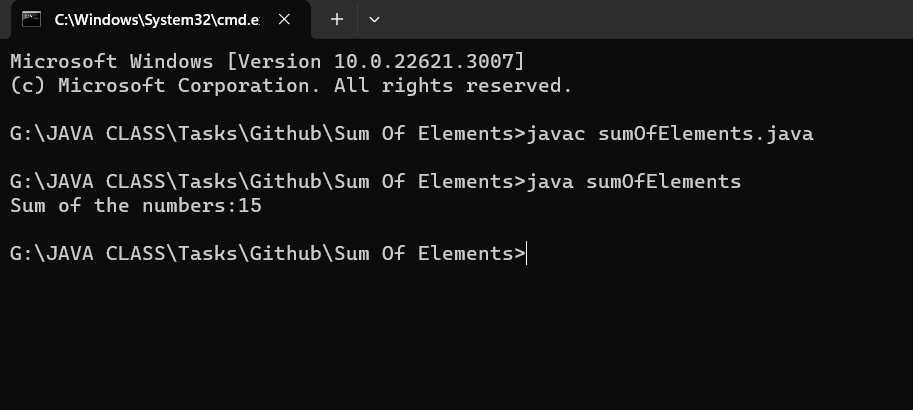 C:\Windows\System32\cmd.e
Microsoft Windows [Version 10.0.22621.3007]
(c) Microsoft Corporation. All rights reserved.
G:\JAVA CLASS\Tasks\Github\Sum Of Elements>javac sumOfElements.java
G:\JAVA CLASS\Tasks\Github\Sum Of Elements>java sumOfElements
Sum of the numbers:15
G:\JAVA CLASS\Tasks\Github\Sum Of Elements>